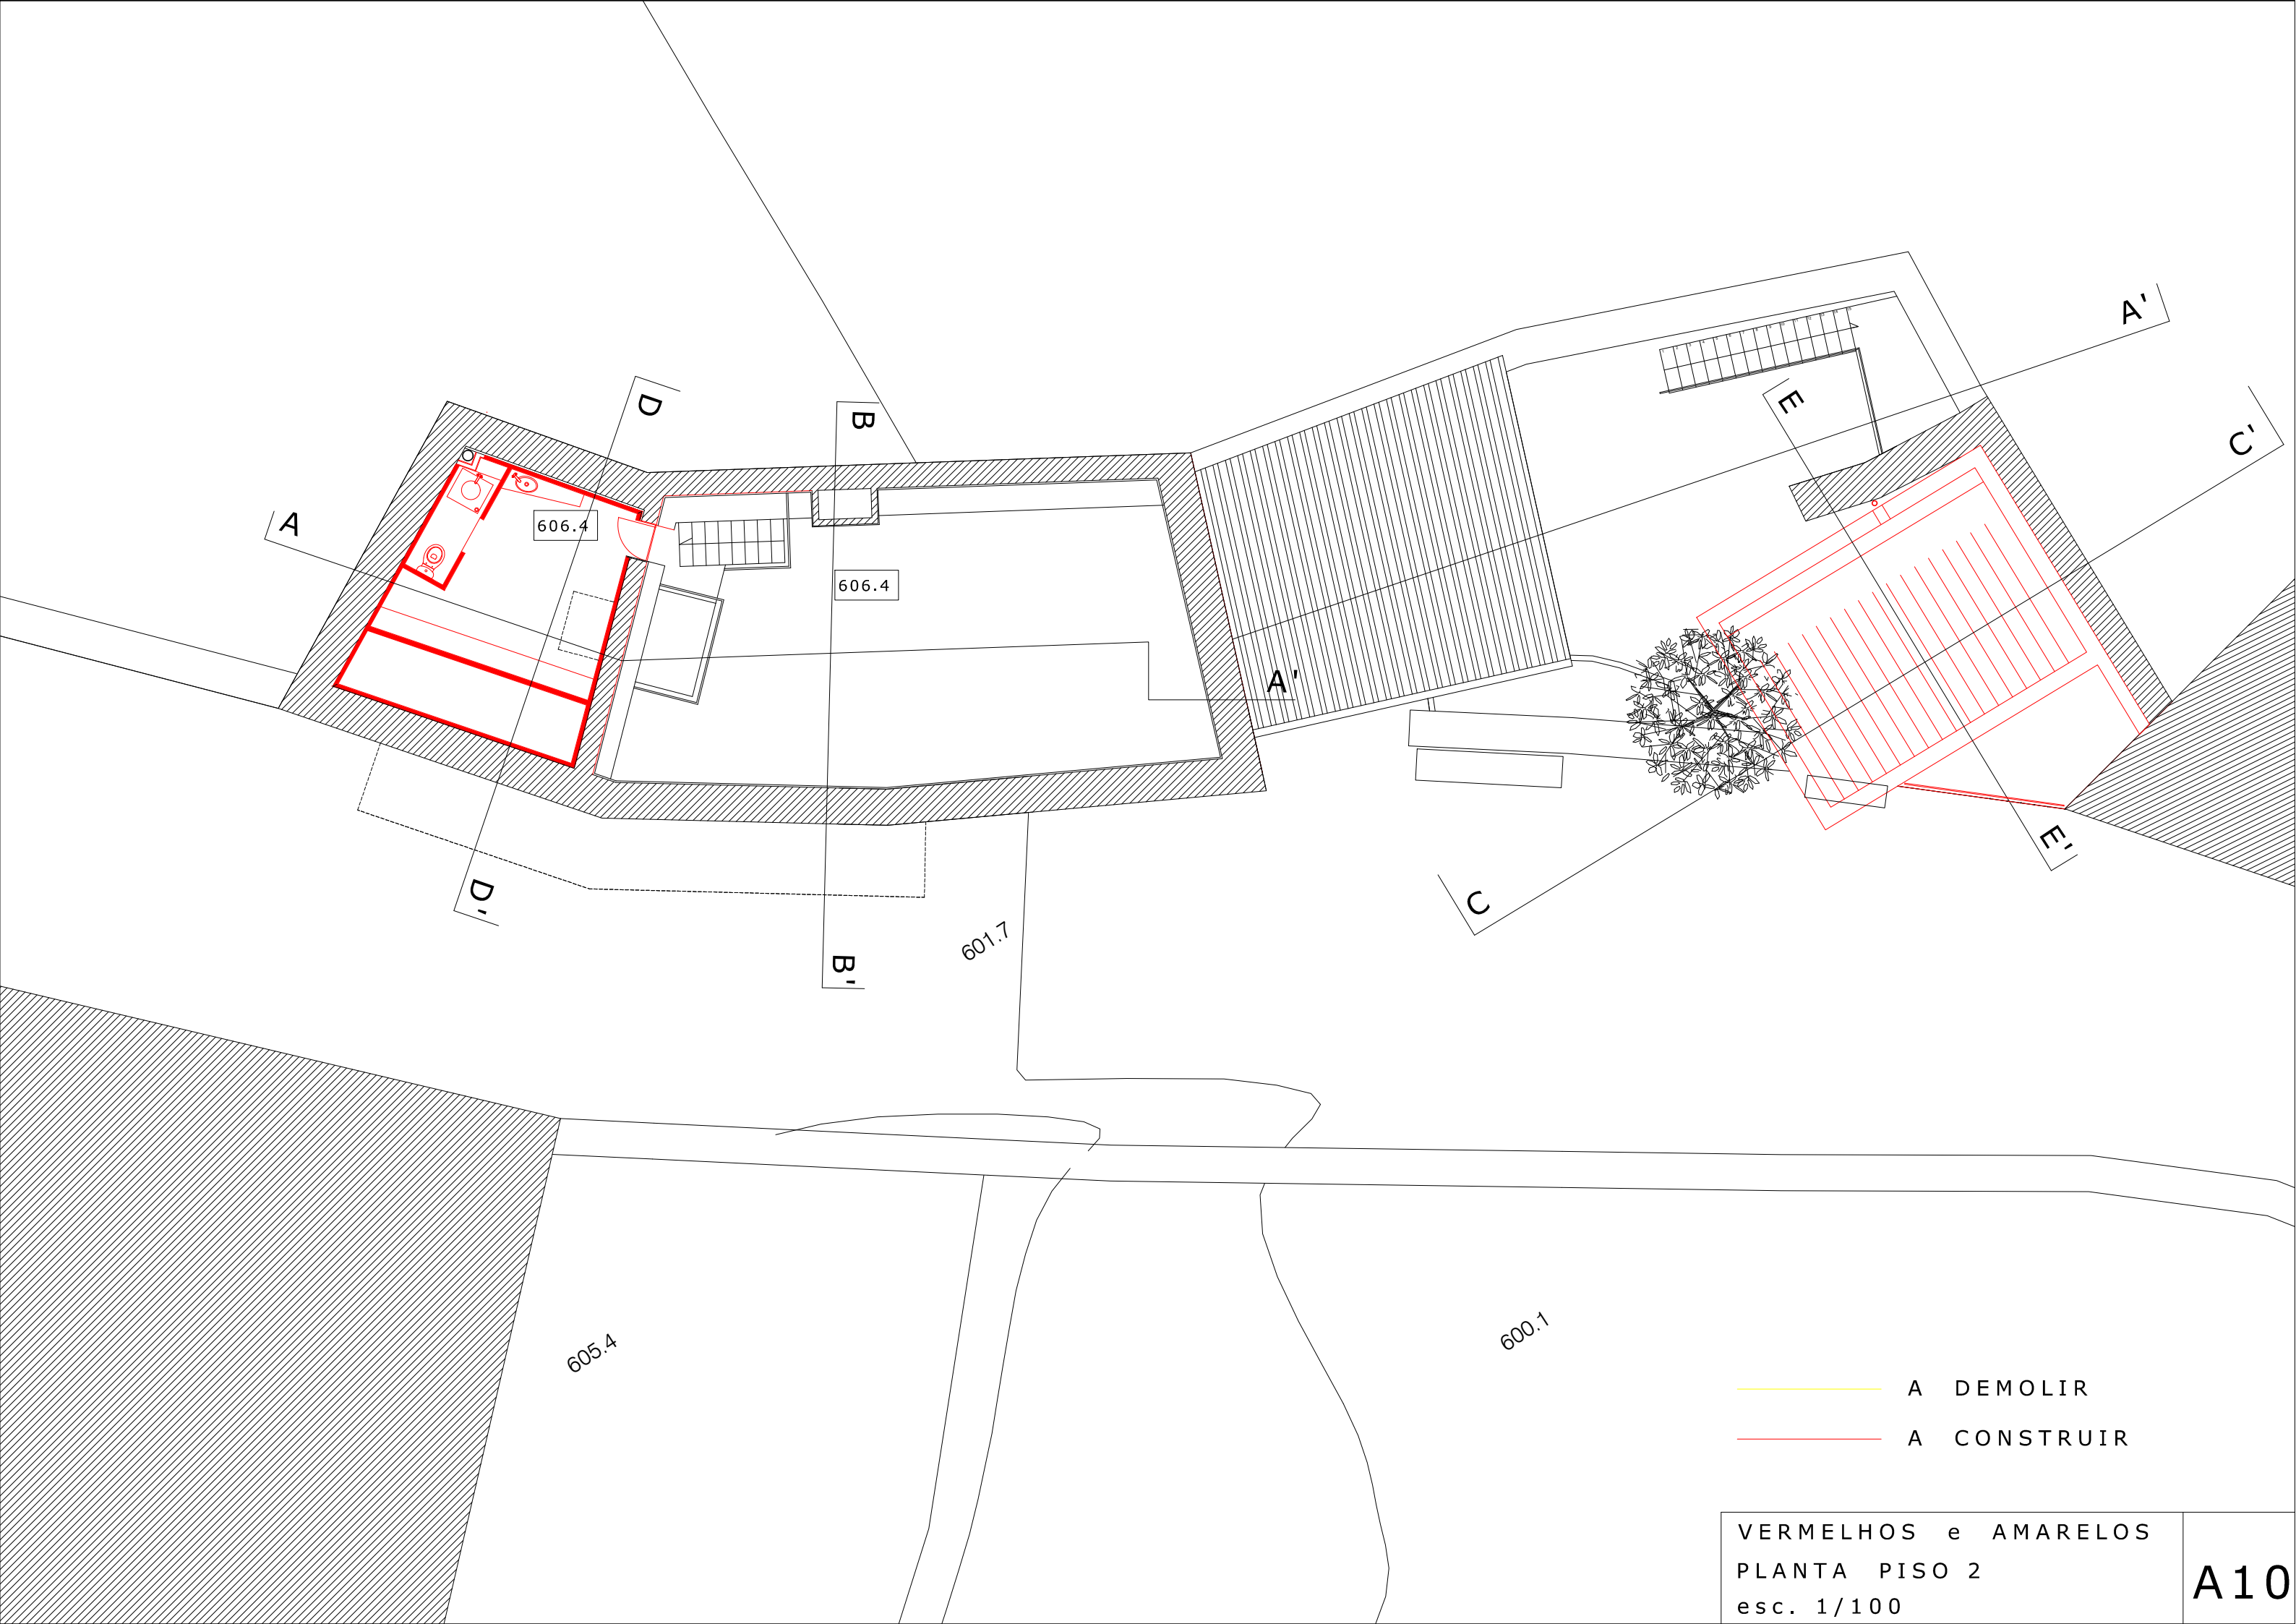 A'
E
C'
D
B
A
606.4
606.4
A'
E'
C
D'
601.7
B'
605.4
600.1
A DEMOLIR
A CONSTRUIR
VERMELHOS e AMARELOS
PLANTA PISO 2
esc. 1/100
A10